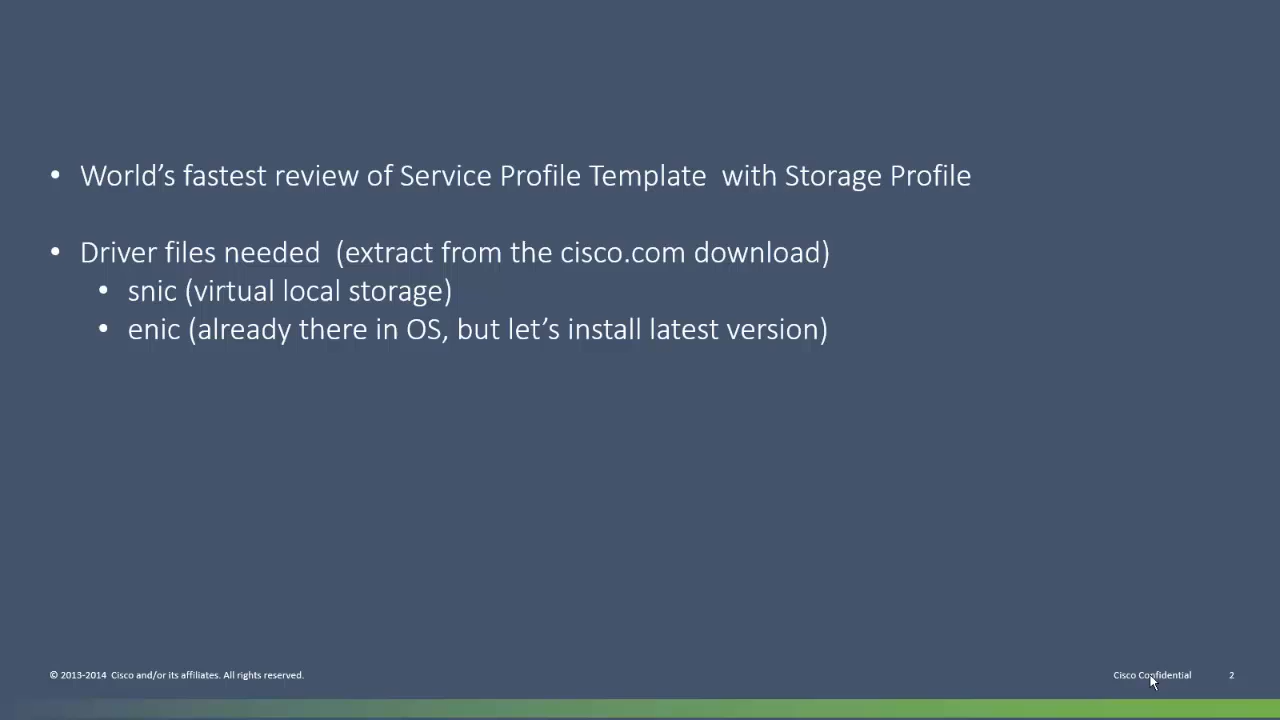 • World's fastest review of Service Profile Template  with Storage Profile
• Driver files needed  (extract from the cisco.com download)
• snic (virtual local storage)
• enic (already there in OS, but let's install latest version)
© 2013-2014  Cisco and/or its affiliates. All rights reserved.
Cisco Confidential
2